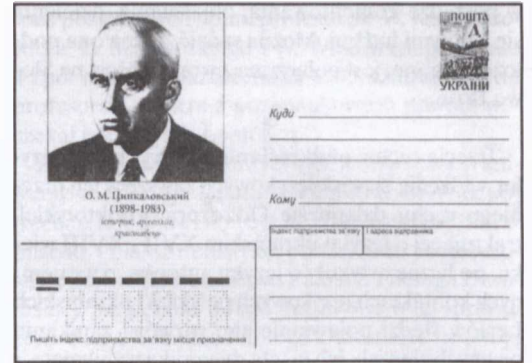 ПОШТА
А
УКРАЇНИ
Куди
Кому
О. М. Цинкаловський
(1898-1983)
історик, археолог,
краєзнавець
Індекс підприємства зв'язку і адреса відправника
Пишіть індекс підприємства зв'язку місця призначення